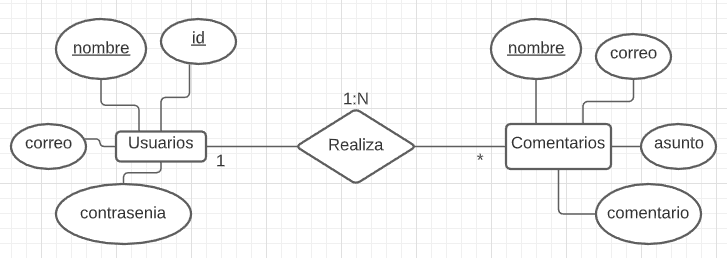 nombre
id
correo
Usuarios
contrasenia
1
1:N
Realiza
*
nombre
correo
Comentarios
asunto
comentario